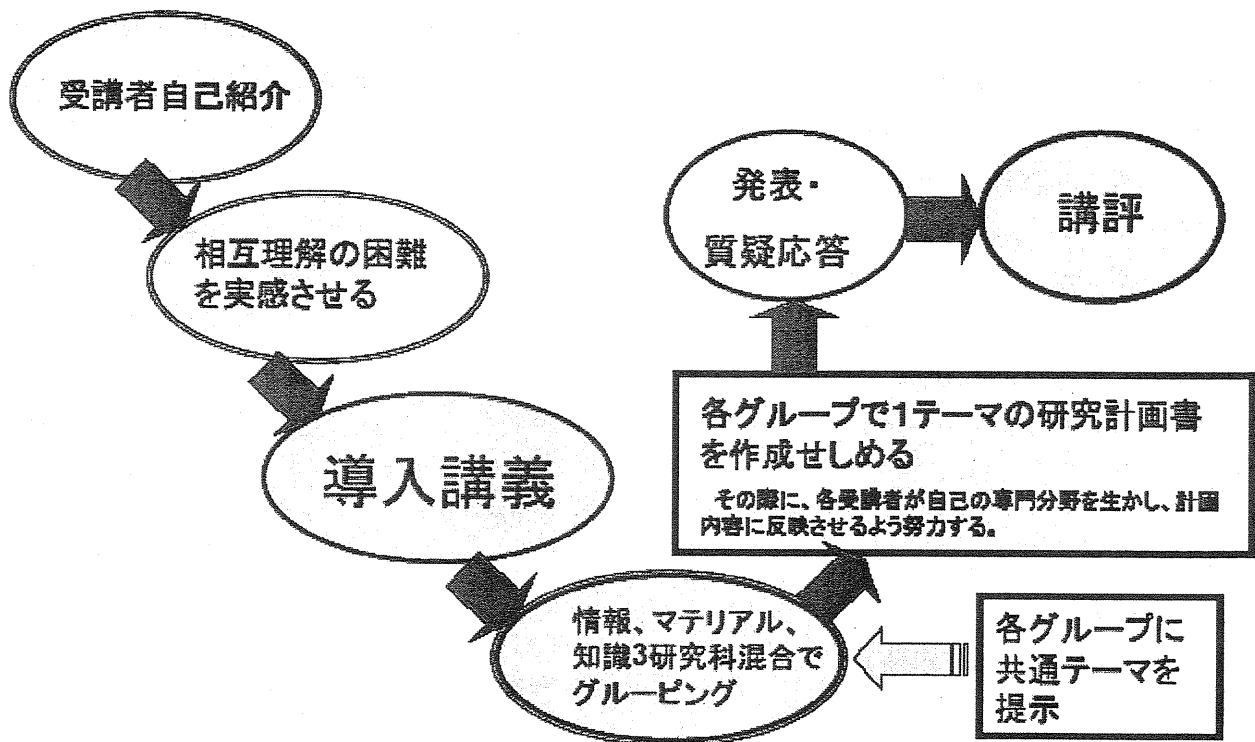 受講者自己紹介
相互理解の困難
を実感させる
導入講義
情報、マテリアル、
知識3研究科混合で
グルーピング
各グループに
共通テーマを
提示
各グループで1テーマの研究計画書
を作成せしめる
その際に、各受講者が自己の専門分野を生かし、計画
内容に反映させるよう努力する。
発表・
質疑応答
講評